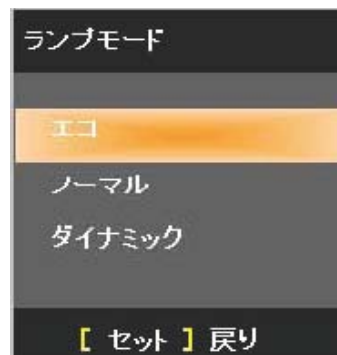 ランプモード
エコ
ノーマル
ダイナミック
[ セット ] 戻り